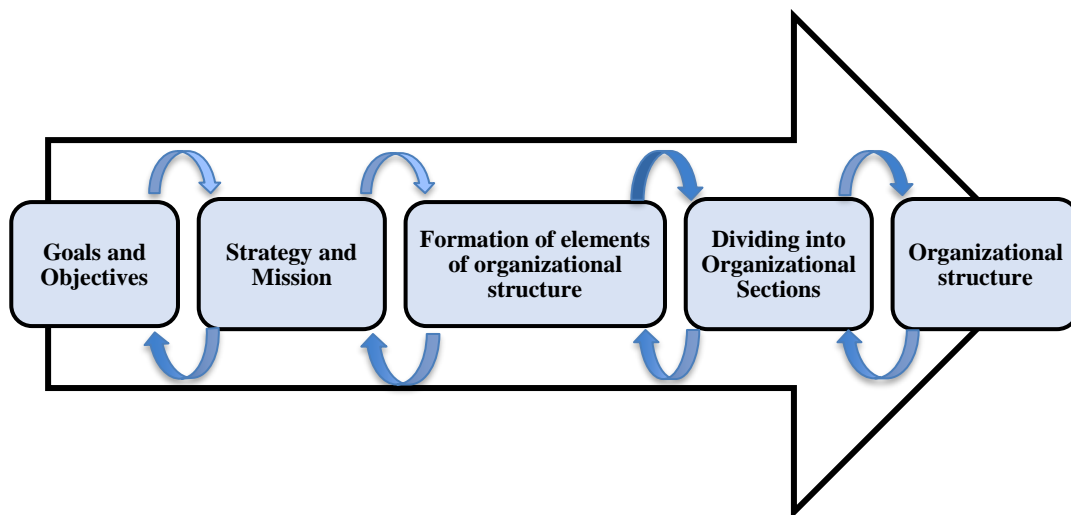 Goals and
Objectives
Strategy and
Mission
Formation of elements
of organizational
structure
Dividing into
Organizational
Sections
Organizational
structure